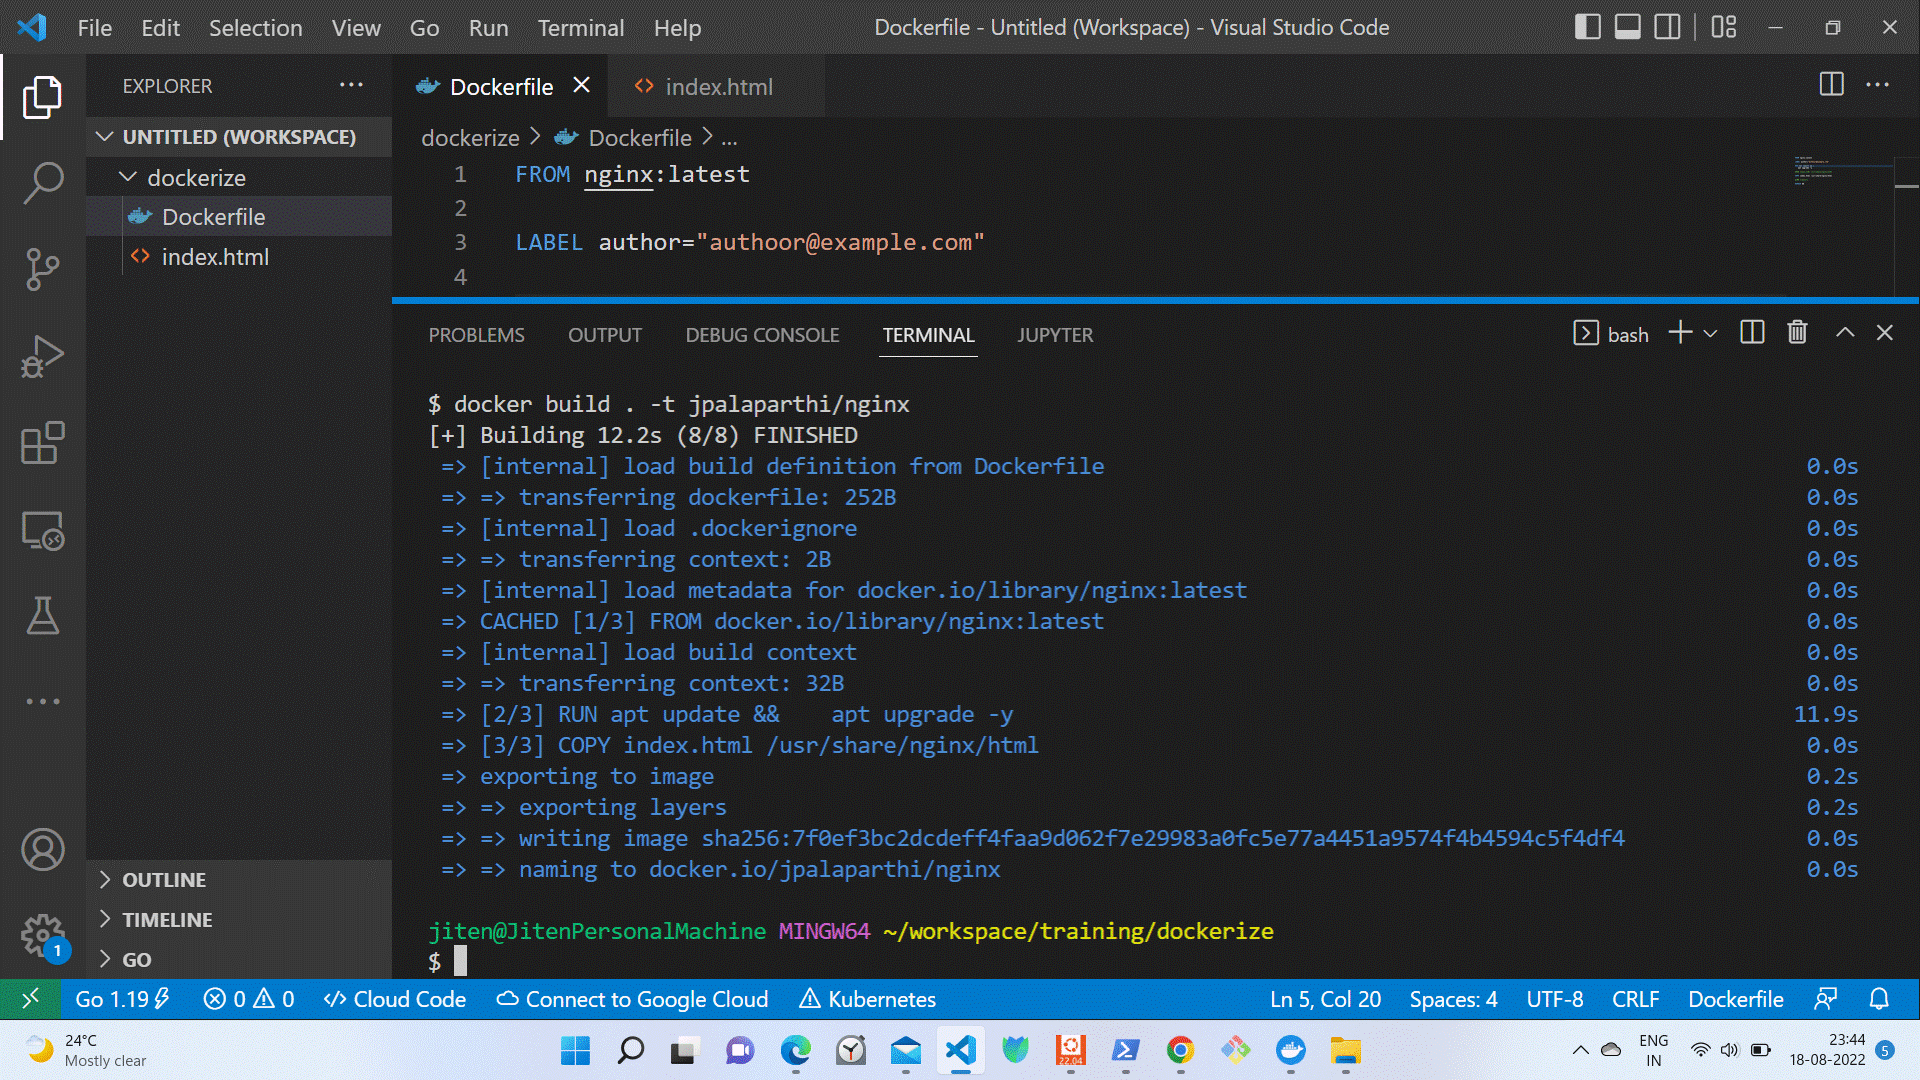 File Edit Selection View Go Run Terminal Help
Dockerfile - Untitled (Workspace) - Visual Studio Code
EXPLORER
UNTITLED (WORKSPACE)
dockerize
Dockerfile
index.html
OUTLINE
TIMELINE
GO
1
Dockerfile index.html
dockerize > Dockerfile > ...
1 FROM nginx:latest
2
3 LABEL author="authoor@example.com"
4
PROBLEMS OUTPUT DEBUG CONSOLE TERMINAL JUPYTER
bash
$ docker build . -t jpalaparthi/nginx
[+] Building 12.2s (8/8) FINISHED
=> [internal] load build definition from Dockerfile 0.0s
=> => transferring dockerfile: 252B 0.0s
=> [internal] load .dockerignore 0.0s
=> => transferring context: 2B 0.0s
=> [internal] load metadata for docker.io/library/nginx:latest 0.0s
=> CACHED [1/3] FROM docker.io/library/nginx:latest 0.0s
=> [internal] load build context 0.0s
=> => transferring context: 32B 0.0s
=> [2/3] RUN apt update &&    apt upgrade -y 11.9s
=> [3/3] COPY index.html /usr/share/nginx/html 0.0s
=> exporting to image 0.2s
=> => exporting layers 0.2s
=> => writing image sha256:7f0ef3bc2dcdeff4faa9d062f7e29983a0fc5e77a4451a9574f4b4594c5f4df4 0.0s
=> => naming to docker.io/jpalaparthi/nginx 0.0s
jiten@JitenPersonalMachine MINGW64 ~/workspace/training/dockerize
$
Go 1.19 0 0 Cloud Code Connect to Google Cloud Kubernetes Ln 5, Col 20 Spaces: 4 UTF-8 CRLF Dockerfile
24°C
Mostly clear
22.04
ENG
IN
23:44
18-08-2022
5